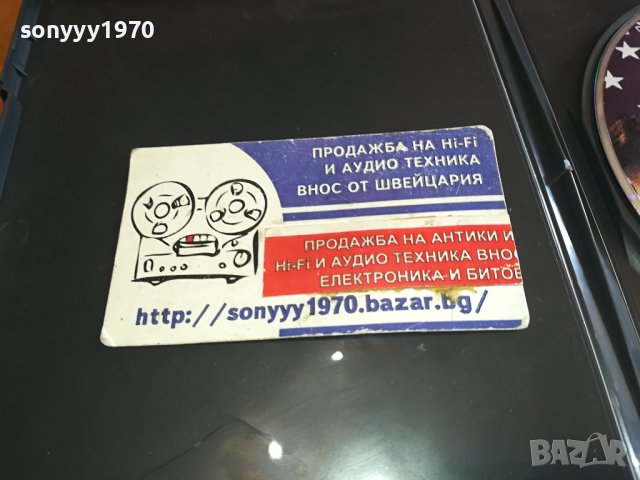 sonyyy1970
sonyyy1970
ПРОДАЖБА НА Hi-Fi
И АУДИО ТЕХНИКА
ВНОС ОТ ШВЕЙЦАРИЯ
ПРОДАЖБА НА АНТИКИ И
Hi-Fi И АУДИО ТЕХНИКА ВНОС
ЕЛЕКТРОНИКА И БИТОВ
http://sonyyy1970.bazar.bg/
BAZAR